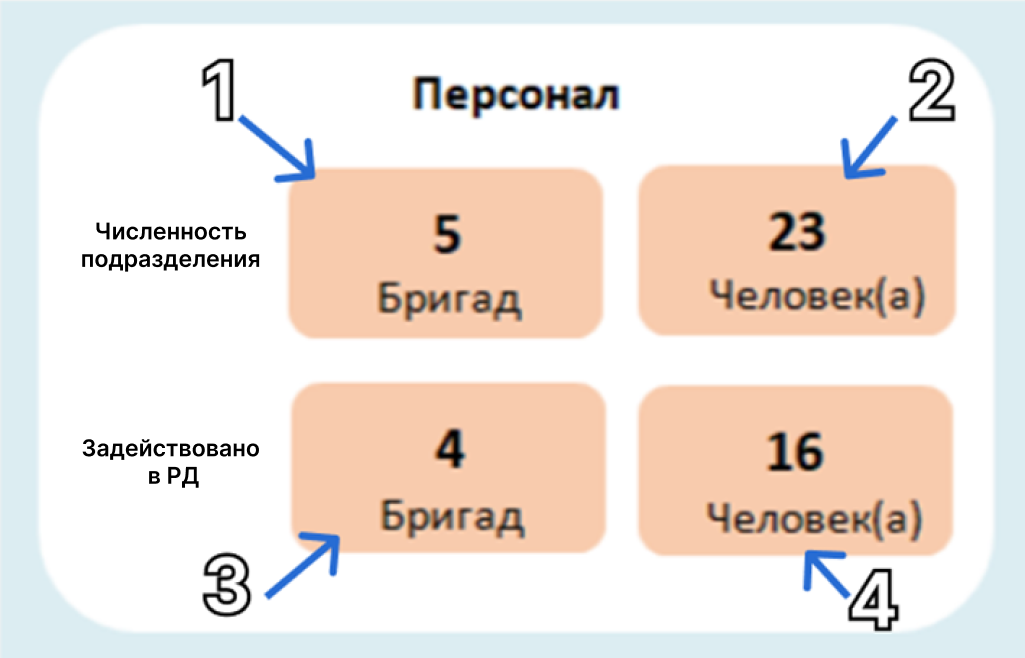 1
Персонал
2
Численность
подразделения
5
Бригад
23
Человек(а)
Задействовано
в РД
4
Бригад
16
Человек(а)
3
4